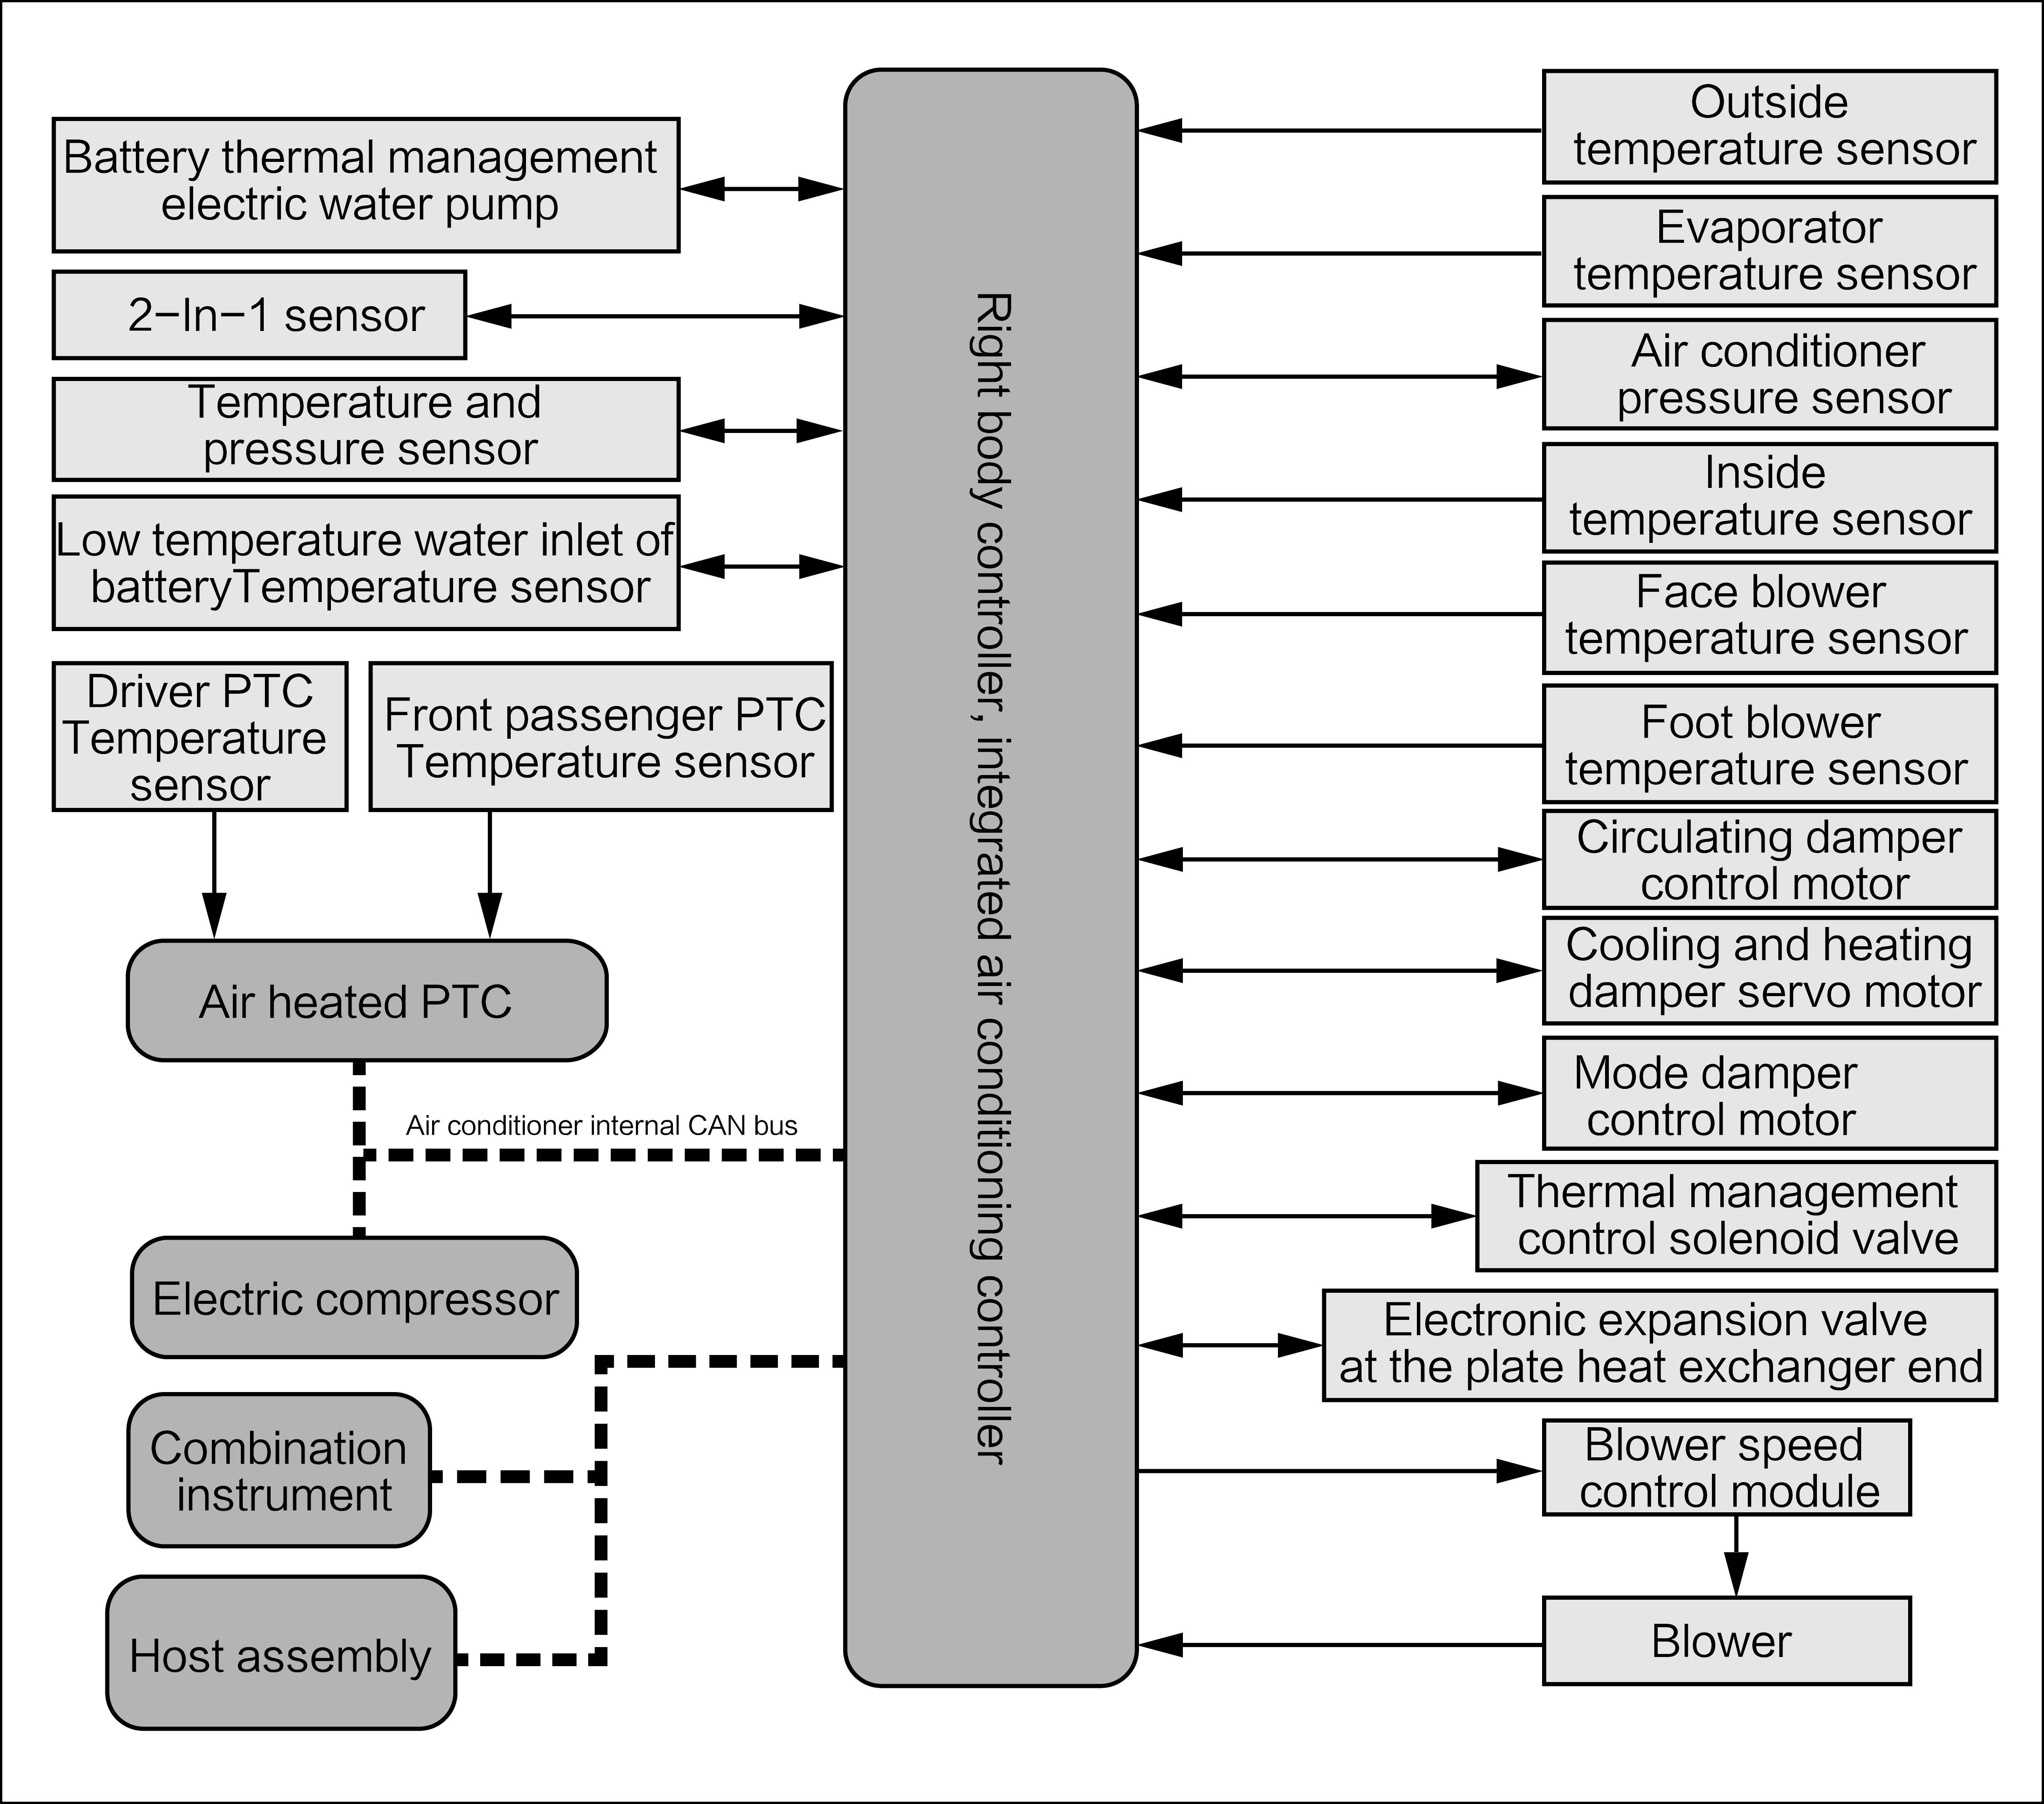 Battery thermal management
electric water pump
2−In−1 sensor
Temperature and
pressure sensor
Low temperature water inlet of
batteryTemperature sensor
Driver PTC
Temperature
sensor
Front passenger PTC
Temperature sensor
Air heated PTC
Air conditioner internal CAN bus
Electric compressor
Combination
instrument
Host assembly
Right body controller, integrated air conditioning controller
Outside
temperature sensor
Evaporator
temperature sensor
Air conditioner
pressure sensor
Inside
temperature sensor
Face blower
temperature sensor
Foot blower
temperature sensor
Circulating damper
control motor
Cooling and heating
damper servo motor
Mode damper
control motor
Thermal management
control solenoid valve
Electronic expansion valve
at the plate heat exchanger end
Blower speed
control module
Blower